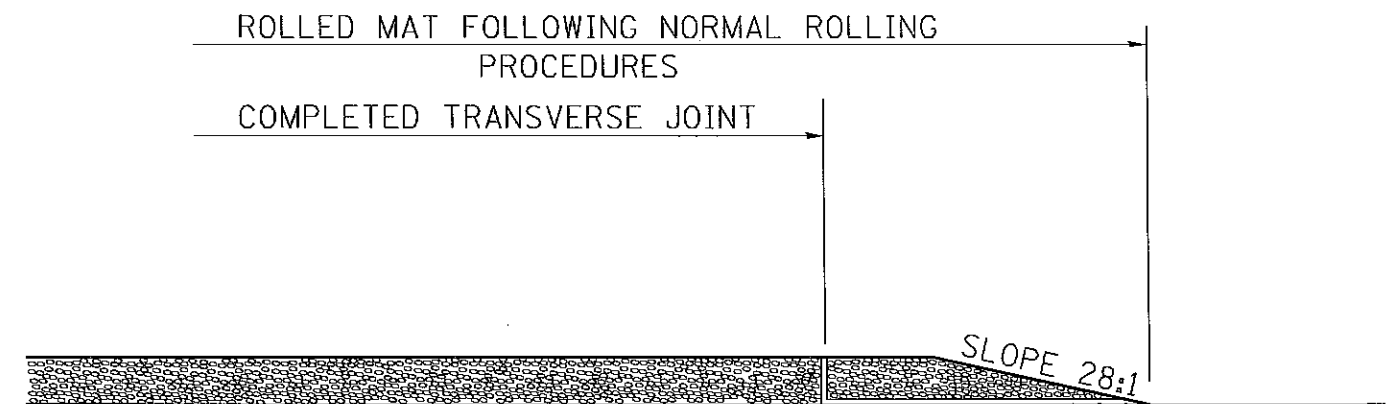 ROLLED MAT FOLLOWING NORMAL ROLLING
PROCEDURES
COMPLETED TRANSVERSE JOINT
SLOPE 28:1